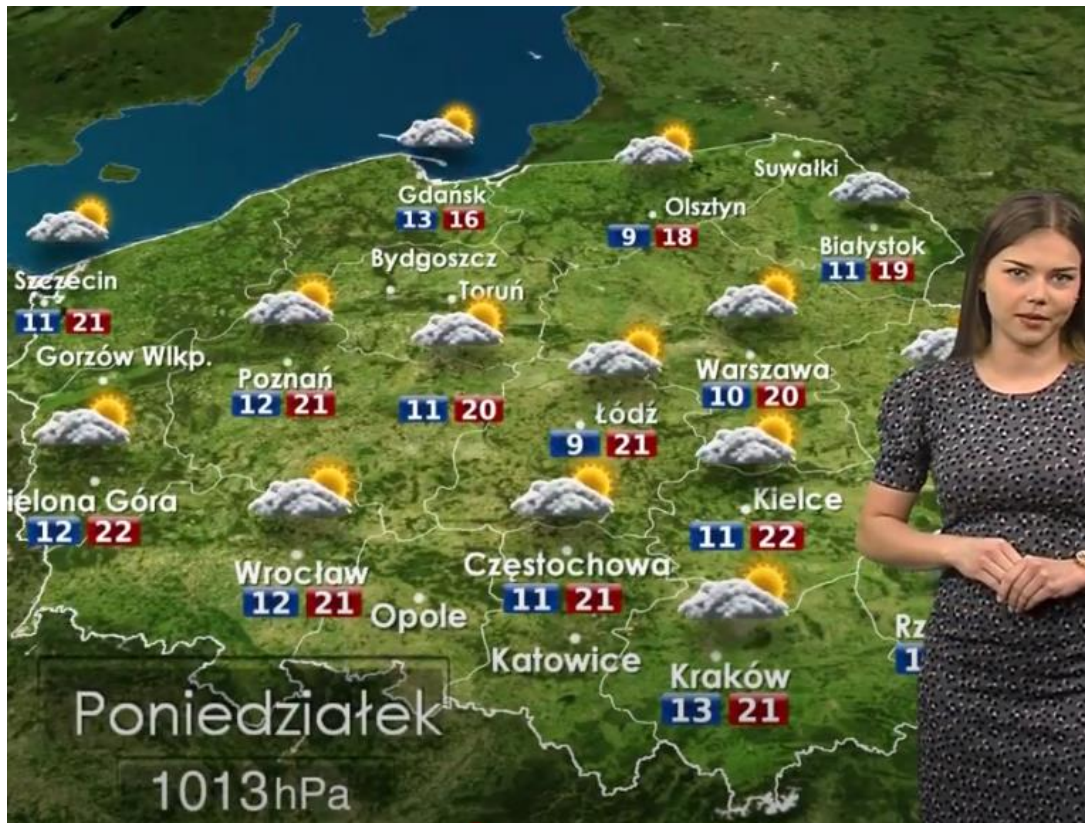 Suwałki
Gdańsk
13 16
Olsztyn
9 18
Białystok
11 19
Bydgoszcz
Toruń
11 20
Szczecin
11 21
Gorzów Wlkp.
Poznań
12 21
Warszawa
10 20
Łódź
9 21
ielona Góra
12 22
Kielce
11 22
Wrocław
12 21
Częstochowa
11 21
Opole
Katowice
Kraków
13 21
Rz
1
Poniedziałek
1013hPa